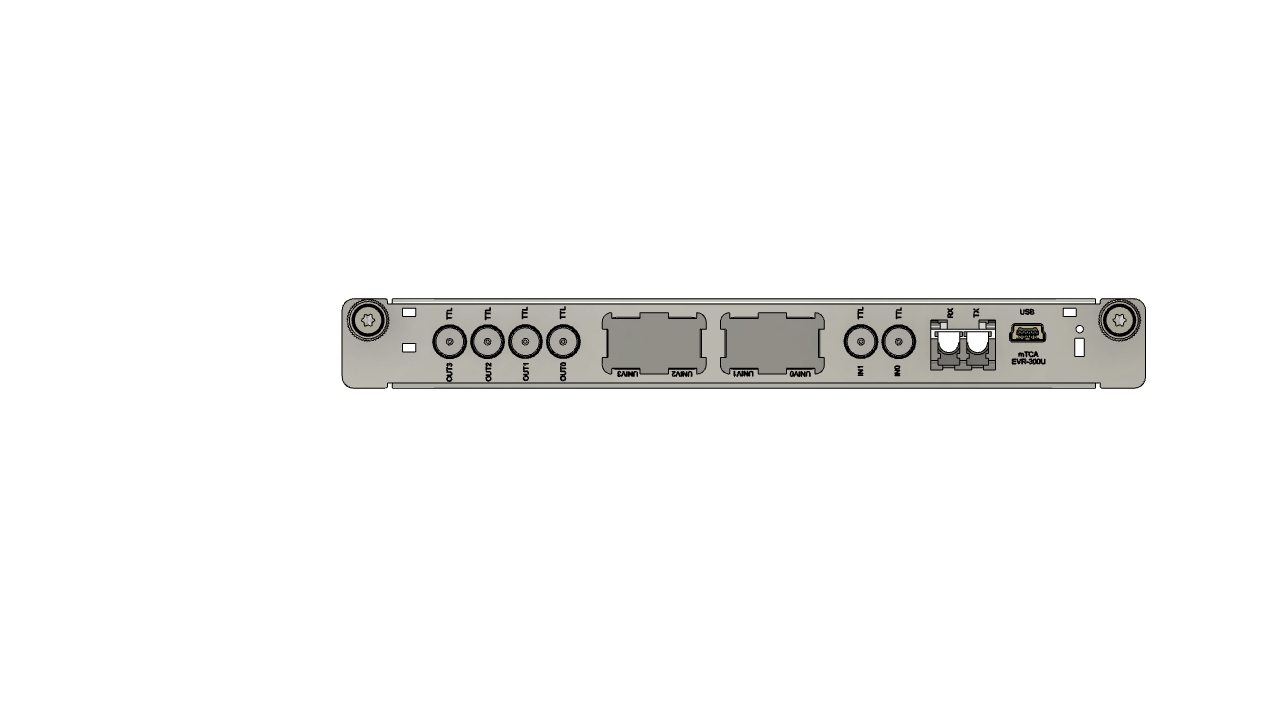 TTL
TTL
TTL
TTL
OUT3
OUT2
OUT1
OUT0
UNIV3
UNIV2
UNIV1
UNIV0
TTL
TTL
IN1
IN0
RX
TX
USB
mTCA
EVR-300U